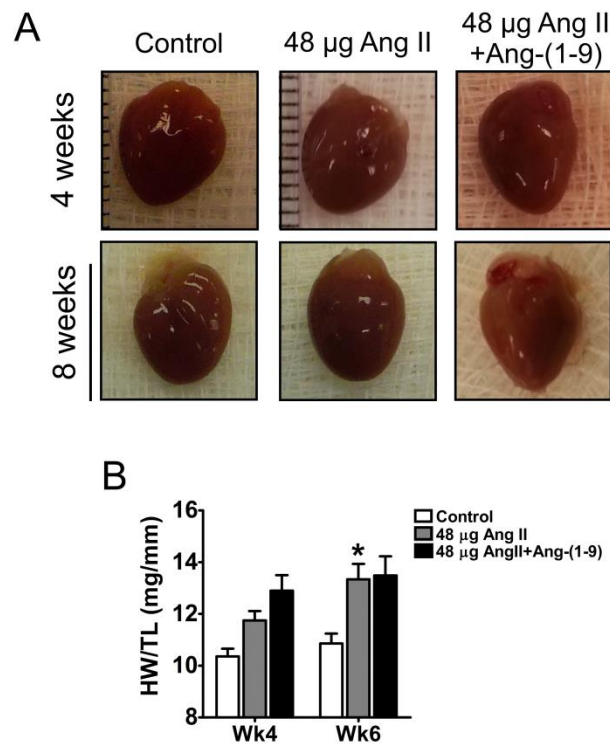 A
Control
48 µg Ang II
48 µg Ang II
+Ang-(1-9)
4 weeks
8 weeks
B
HW/TL (mg/mm)
16
14
12
10
8
*
Wk4
Wk6
Control
48 µg Ang II
48 µg AngII+Ang-(1-9)